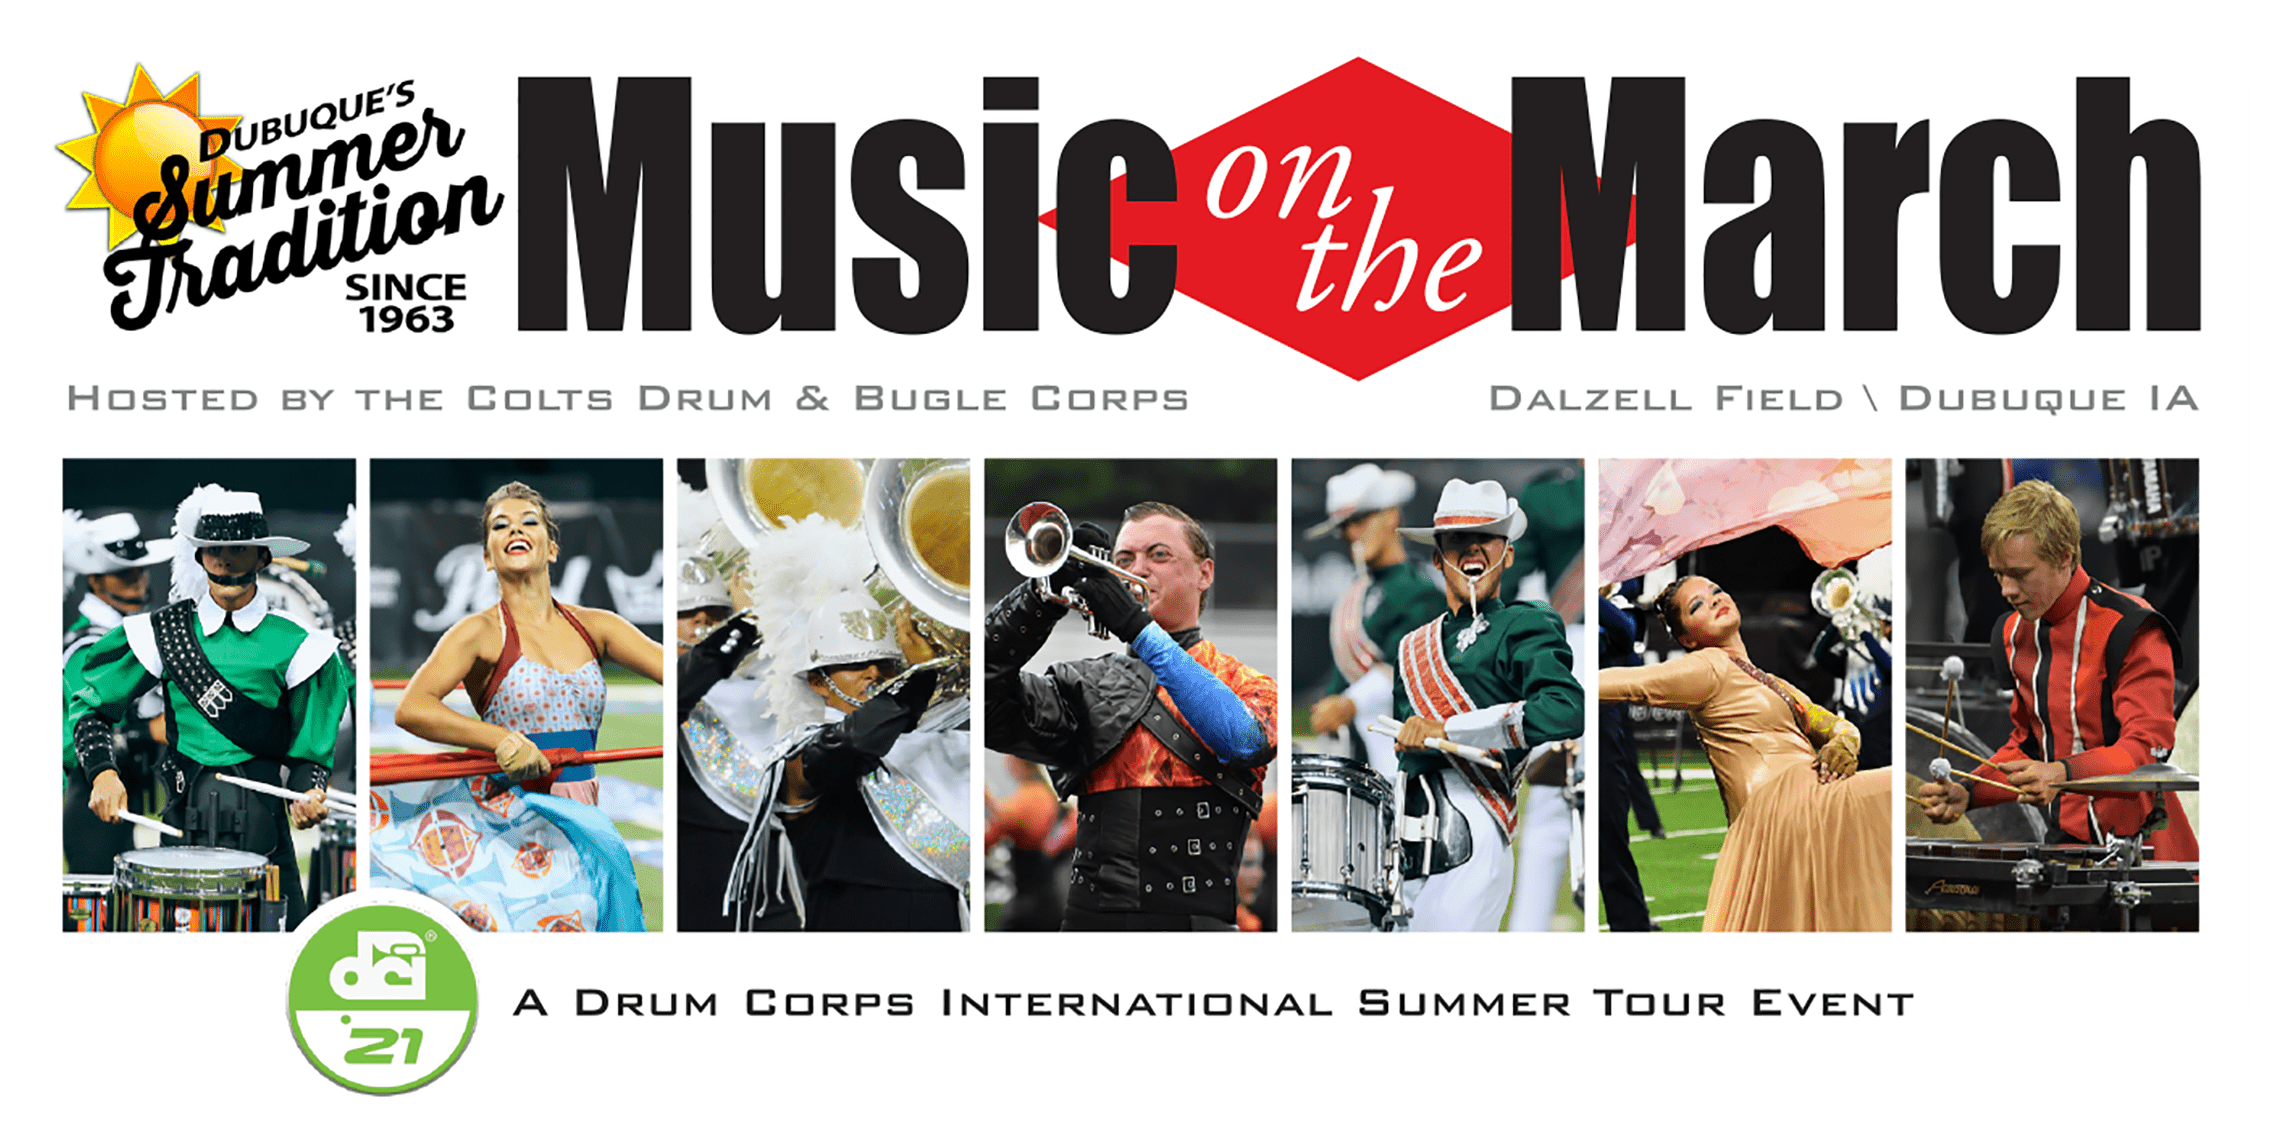 DUBUQUE'S
Summer
Tradition
SINCE
1963
Music on the March
HOSTED BY THE COLTS DRUM & BUGLE CORPS
DALZELL FIELD \ DUBUQUE IA
dci®
'21
A DRUM CORPS INTERNATIONAL SUMMER TOUR EVENT